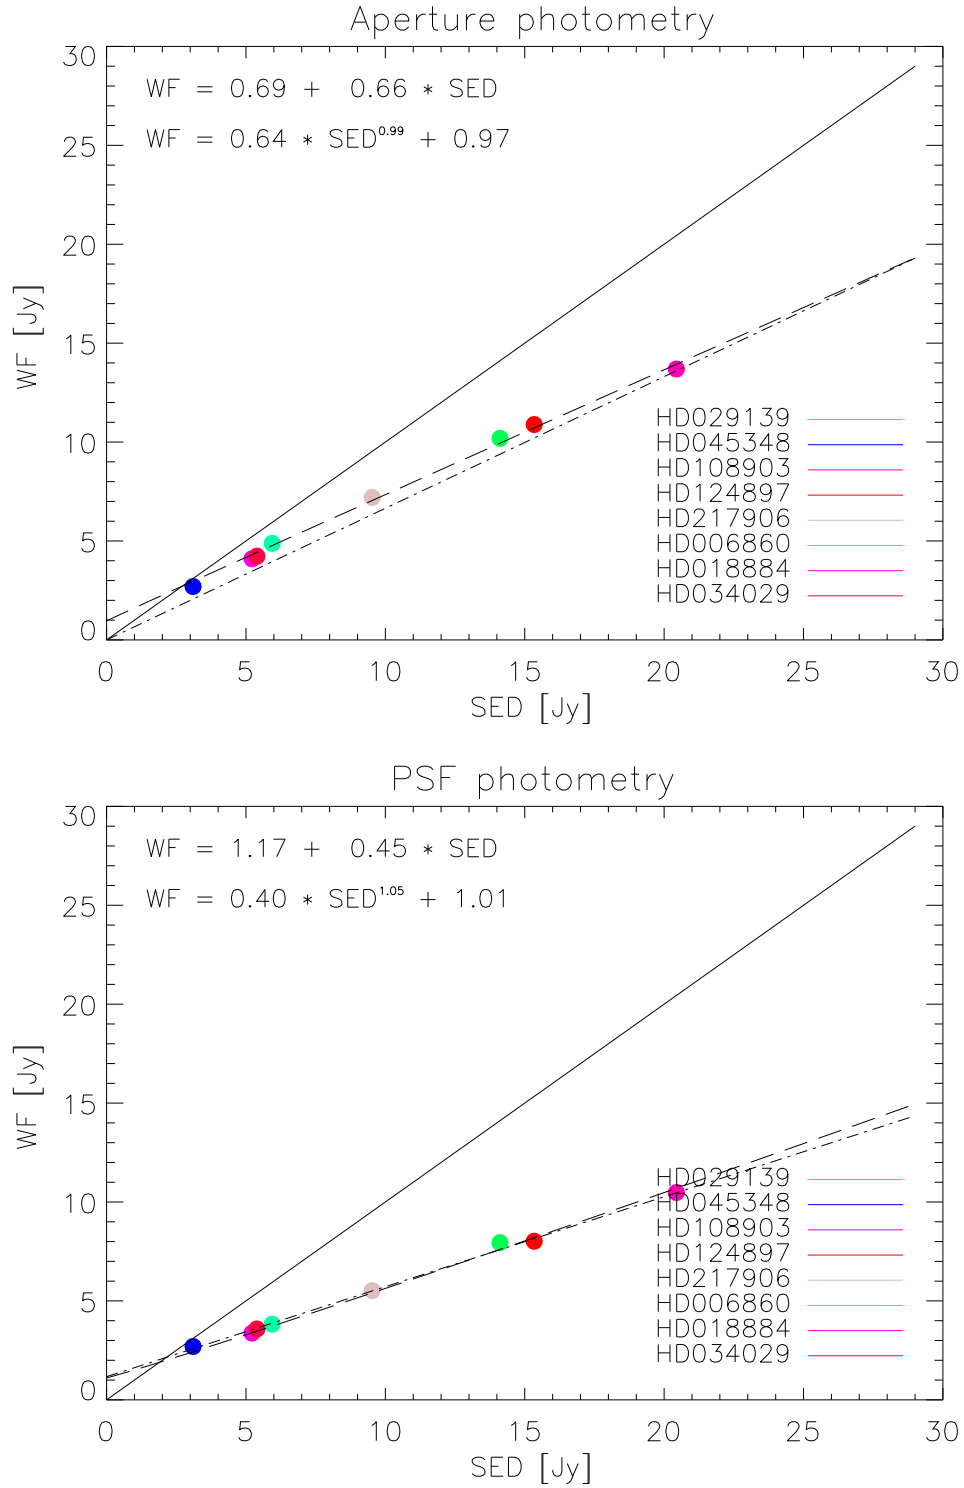 Aperture photometry
WF = 0.69 + 0.66 * SED
WF = 0.64 * SED^0.99 + 0.97
30
25
20
15
10
5
0
WF [Jy]
HD029139
HD045348
HD108903
HD124897
HD217906
HD006860
HD018884
HD034029
0 5 10 15 20 25 30
SED [Jy]
PSF photometry
WF = 1.17 + 0.45 * SED
WF = 0.40 * SED^1.05 + 1.01
30
25
20
15
10
5
0
WF [Jy]
HD029139
HD045348
HD108903
HD124897
HD217906
HD006860
HD018884
HD034029
0 5 10 15 20 25 30
SED [Jy]